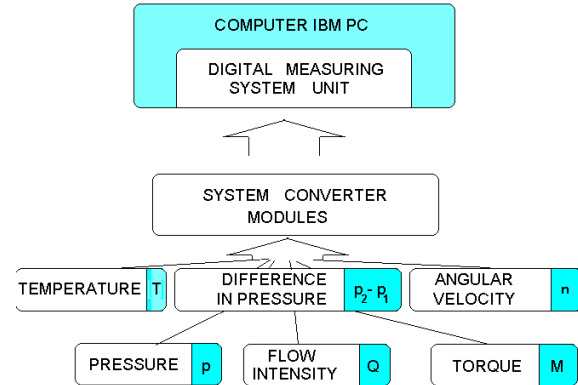 COMPUTER IBM PC
DIGITAL MEASURING
SYSTEM UNIT
SYSTEM CONVERTER
MODULES
TEMPERATURE T
DIFFERENCE
IN PRESSURE p₂- p₁
ANGULAR
VELOCITY n
PRESSURE p
FLOW
INTENSITY Q
TORQUE M